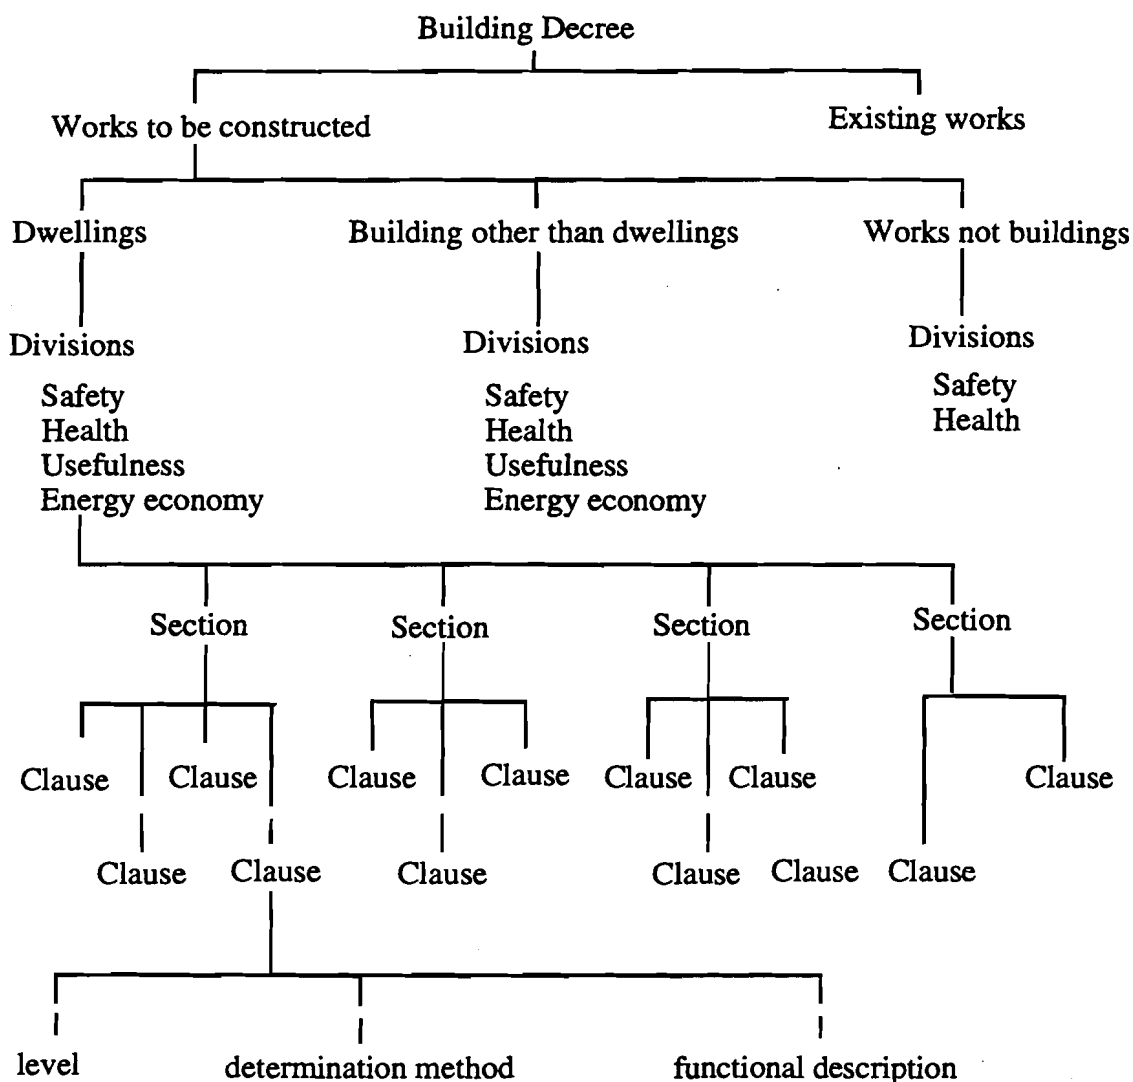 Building Decree
Works to be constructed
Existing works
Dwellings
Building other than dwellings
Works not buildings
Divisions
Safety
Health
Usefulness
Energy economy
Divisions
Safety
Health
Usefulness
Energy economy
Divisions
Safety
Health
Section
Section
Section
Section
Clause
Clause
Clause
Clause
Clause
Clause
Clause
Clause
Clause
Clause
Clause
Clause
Clause
level
determination method
functional description